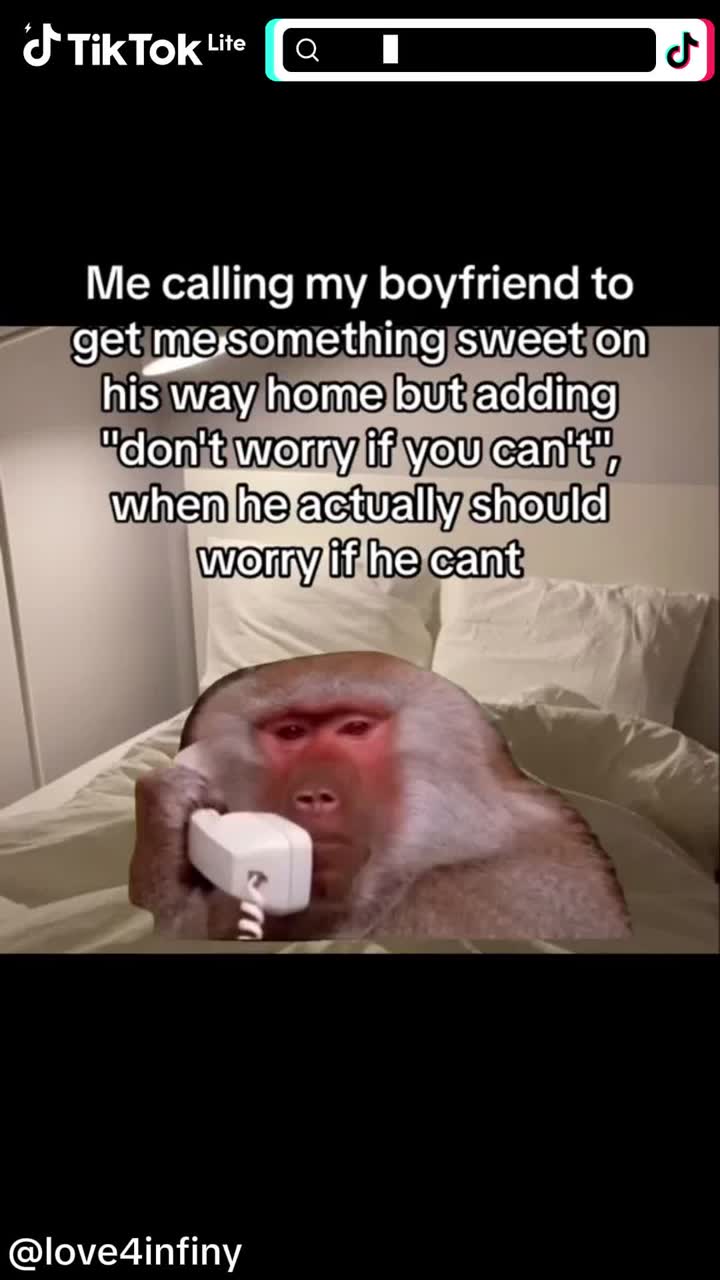 TikTok Lite
Me calling my boyfriend to
get me something sweet on
his way home but adding
"don't worry if you can't",
when he actually should
worry if he cant
@love4infiny